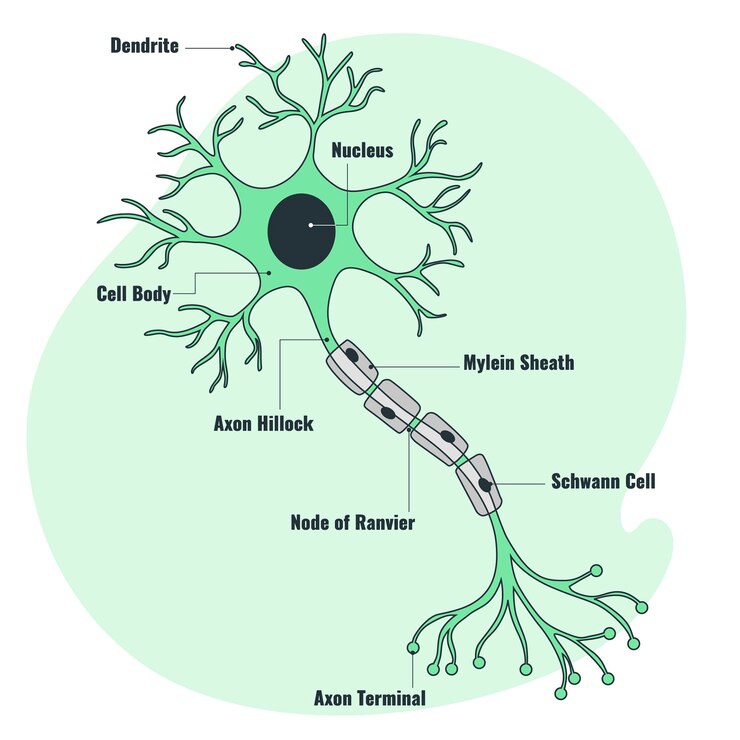 Dendrite
Nucleus
Cell Body
Mylein Sheath
Axon Hillock
Schwann Cell
Node of Ranvier
Axon Terminal